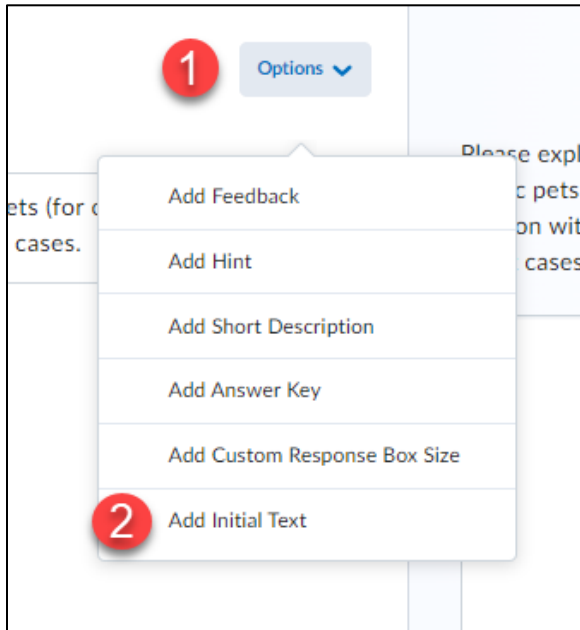 1
Options
Please expl
ets (for
c pets
on wit
cases.
cases
Add Feedback
Add Hint
Add Short Description
Add Answer Key
Add Custom Response Box Size
2
Add Initial Text